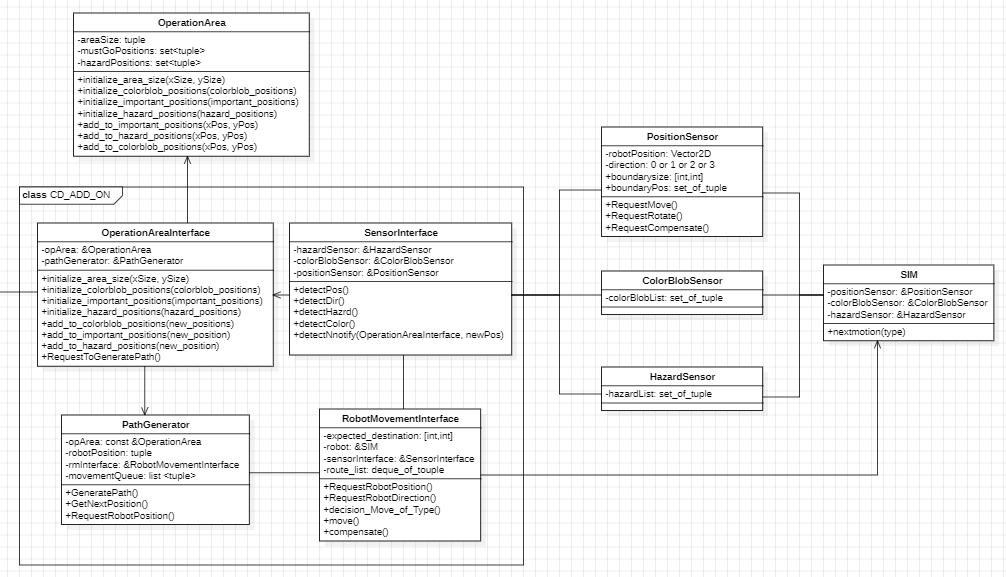 OperationArea
-areaSize: tuple
-mustGoPositions: set<tuple>
-hazardPositions: set<tuple>
+initialize_area_size(xSize, ySize)
+initialize_colorblob_positions(colorblob_positions)
+initialize_important_positions(important_positions)
+initialize_hazard_positions(hazard_positions)
+add_to_important_positions(xPos, yPos)
+add_to_hazard_positions(xPos, yPos)
+add_to_colorblob_positions(xPos, yPos)
class CD_ADD_ON
OperationAreaInterface
-opArea: &OperationArea
-pathGenerator: &PathGenerator
+initialize_area_size(xSize, ySize)
+initialize_colorblob_positions(colorblob_positions)
+initialize_important_positions(important_positions)
+initialize_hazard_positions(hazard_positions)
+add_to_colorblob_positions(new_positions)
+add_to_important_positions(new_position)
+add_to_hazard_positions(new_position)
+RequestToGeneratePath()
SensorInterface
-hazardSensor: &HazardSensor
-colorBlobSensor: &ColorBlobSensor
-positionSensor: &PositionSensor
+detectPos()
+detectDir()
+detectHazrd()
+detectColor()
+detectNnotify(OperationAreaInterface, newPos)
PathGenerator
-opArea: const &OperationArea
-robotPosition: tuple
-rmInterface: &RobotMovementInterface
-movementQueue: list <tuple>
+GeneratePath()
+GetNextPosition()
+RequestRobotPosition()
RobotMovementInterface
-expected_destination: [int,int]
-robot: &SIM
-sensorInterface: &SensorInterface
-route_list: deque_of_touple
+RequestRobotPosition()
+RequestRobotDirection()
+decision_Move_of_Type()
+move()
+compensate()
PositionSensor
-robotPosition: Vector2D
-direction: 0 or 1 or 2 or 3
+boundarysize: [int,int]
+boundaryPos: set_of_tuple
+RequestMove()
+RequestRotate()
+RequestCompensate()
ColorBlobSensor
-colorBlobList: set_of_tuple
HazardSensor
-hazardList: set_of_tuple
SIM
-positionSensor: &PositionSensor
-colorBlobSensor: &ColorBlobSensor
-hazardSensor: &HazardSensor
+nextmotion(type)